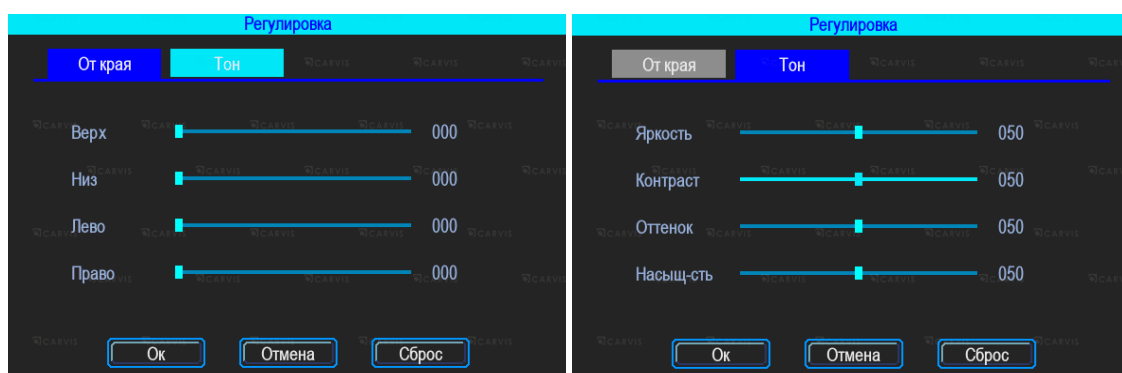 Регулировка
От края Тон
Верх 000
Низ 000
Лево 000
Право 000
Ок Отмена Сброс
Регулировка
От края Тон
Яркость 050
Контраст 050
Оттенок 050
Насыщ-сть 050
Ок Отмена Сброс
CARVIS